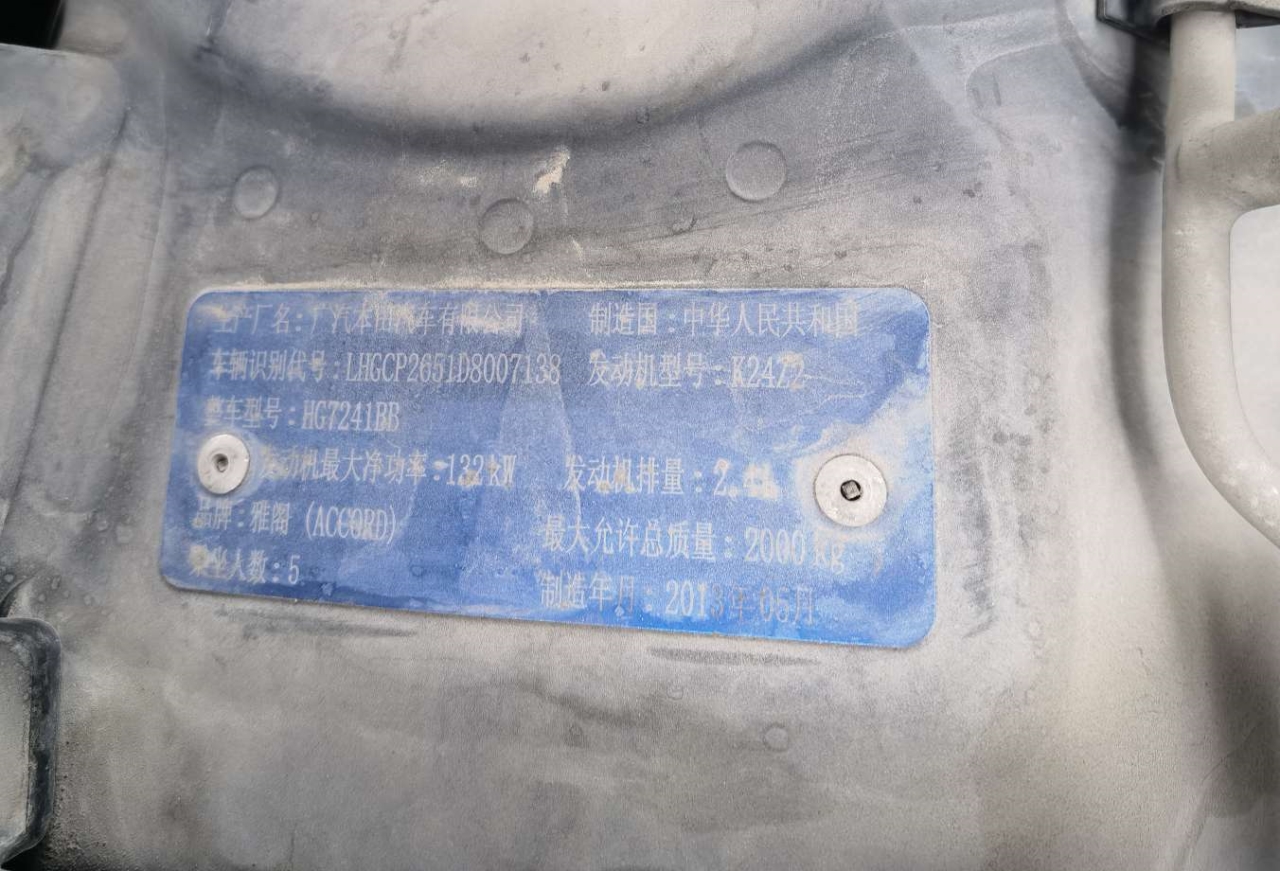 生产厂名：广汽本田汽车有限公司 制造国：中华人民共和国
车辆识别代号：LHGCP2651D8007138 发动机型号：K24Z2
整车型号：HG7241BB
发动机最大净功率：132kW 发动机排量：2.4L
品牌：雅阁（ACCORD） 最大允许总质量：2000kg
乘坐人数：5 制造年月：2013年05月